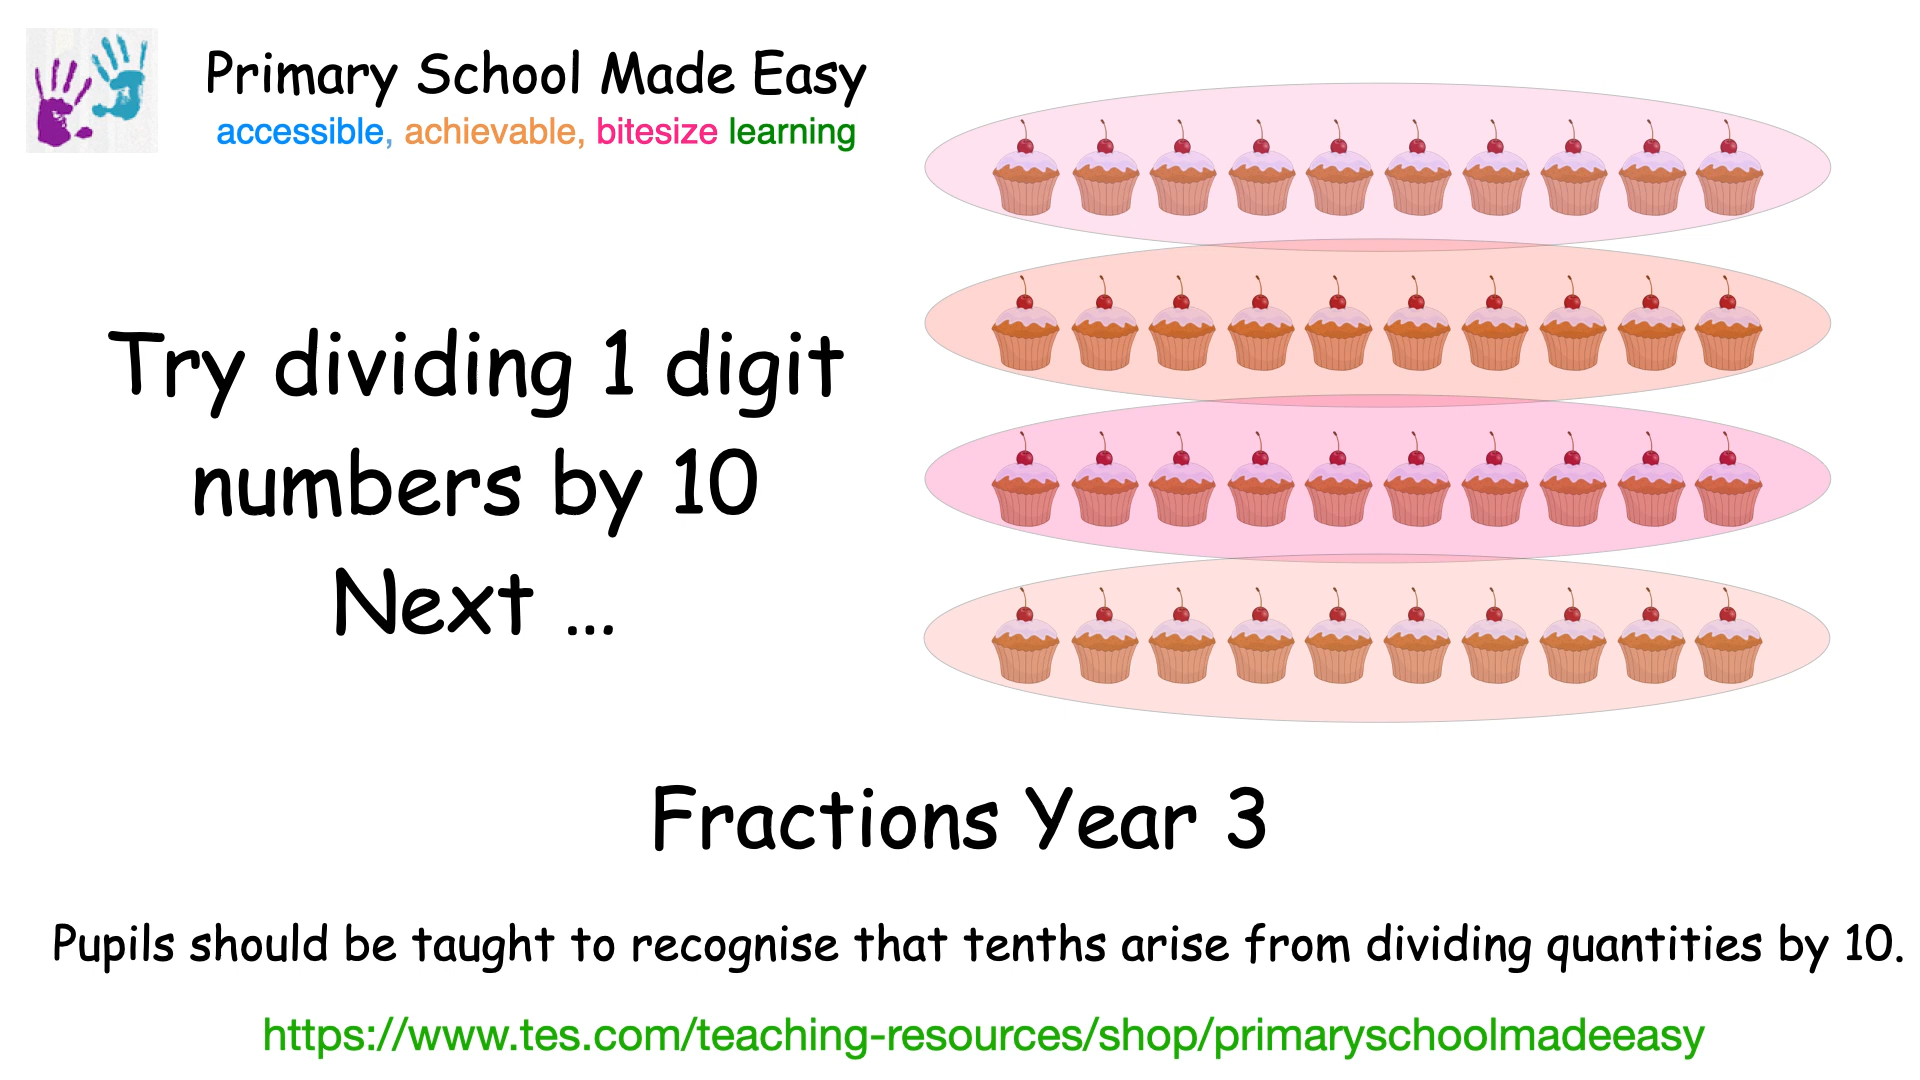 Primary School Made Easy
accessible, achievable, bitesize learning
Try dividing 1 digit
numbers by 10
Next ...
Fractions Year 3
Pupils should be taught to recognise that tenths arise from dividing quantities by 10.
https://www.tes.com/teaching-resources/shop/primaryschoolmadeeasy